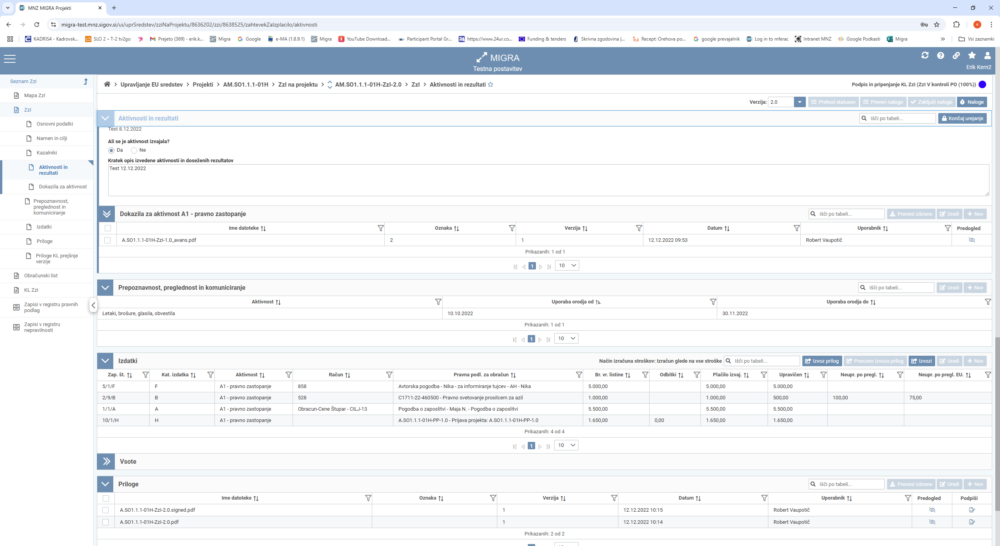 MNZ MIGRA Projekti
migra-test.mnz.sigov.si/ui/uprSredstev/zziNaProjektu/8636202/zzi/8638525/zahtevekZaIzplacilo/aktivnosti
e
KADRIS4 - Kadrovsk... SLO 2 – T-2 tv2go Prejeto (369) - erik.k... Migra Google e-MA (1.8.9.1) Migra YouTube Download... Participant Portal Gr... 24 https://www.24ur.co... Funding & tenders Skrivna zgodovina |... Recept: Orehova po... google prevajalnik Log in to mferac Intranet MNZ Google Podkasti Migra Vsi zaznamki
MIGRA
Testna postavitev
Erik Kern2
Seznam ZzI
Mapa ZzI
ZzI
Osnovni podatki
Namen in cilji
Kazalniki
Aktivnosti in
rezultati
Dokazila za aktivnost
Prepoznavnost,
preglednost in
komuniciranje
Izdatki
Priloge
Priloge KL prejšnje
verzije
Obračunski list
KL ZzI
Zapisi v registru pravnih
podlag
Zapisi v registru
nepravilnosti
Upravljanje EU sredstev Projekti AM.SO1.1.1-01H ZzI na projektu AM.SO1.1.1-01H-ZzI-2.0 ZzI Aktivnosti in rezultati Podpis in pripenjanje KL ZzI (ZzI V kontroli PO (100%))
Verzija: 2.0 Prehod statusov Preveri nalogo Zaključi nalogo Naloge
Aktivnosti in rezultati Išči po tabeli... Končaj urejanje
Test 8.12.2022
Ali se je aktivnost izvajala?
Da Ne
Kratek opis izvedene aktivnosti in doseženih rezultatov
Test 12.12.2022
Dokazila za aktivnost A1 - pravno zastopanje Išči po tabeli... Prenesi izbrane Uredi Nov
Ime datoteke Oznaka Verzija Datum Uporabnik Predogled
A.SO1.1.1-01H-ZzI-1.0_avans.pdf 2 1 12.12.2022 09:53 Robert Vaupotič
Prikazanih: 1 od 1
1 10
Prepoznavnost, preglednost in komuniciranje Išči po tabeli... Uredi Nov
Aktivnost Uporaba orodja od Uporaba orodja do
Letaki, brošure, glasila, obvestila 10.10.2022 30.11.2022
Prikazanih: 1 od 1
1 10
Izdatki Način izračuna stroškov: Izračun glede na vse stroške Išči po tabeli... Izvoz prilog Prevzem izvoza prilog Izvozi Uredi Nov
Zap. št. Kat. izdatka Aktivnost Račun Pravna podl. za obračun Br. vr. listine Odbitki Plačilo izvaj. Upravičen Neupr. po pregl. Neupr. po pregl. EU.
5/1/F F A1 - pravno zastopanje 858 Avtorska pogodba - Nika - za informiranje tujcev - AH - Nika 5.000,00 5.000,00 5.000,00
2/9/B B A1 - pravno zastopanje 528 C1711-22-460500 - Pravno svetovanje prosilcem za azil 1.000,00 1.000,00 500,00 100,00 75,00
1/1/A A A1 - pravno zastopanje Obracun-Cene Štupar - CILJ-13 Pogodba o zaposlitvi - Maja N. - Pogodba o zaposlitvi 5.500,00 5.500,00 5.500,00
10/1/H H A1 - pravno zastopanje A.SO1.1.1-01H-PP-1.0 - Prijava projekta: A.SO1.1.1-01H-PP-1.0 1.650,00 0,00 1.650,00 1.650,00
Prikazanih: 4 od 4
1 10
Vsote
Priloge Išči po tabeli... Prenesi izbrane Uredi Nov
Ime datoteke Oznaka Verzija Datum Uporabnik Predogled Podpiši
A.SO1.1.1-01H-ZzI-2.0.signed.pdf 1 12.12.2022 10:15 Robert Vaupotič
A.SO1.1.1-01H-ZzI-2.0.pdf 1 12.12.2022 10:14 Robert Vaupotič
Prikazanih: 2 od 2